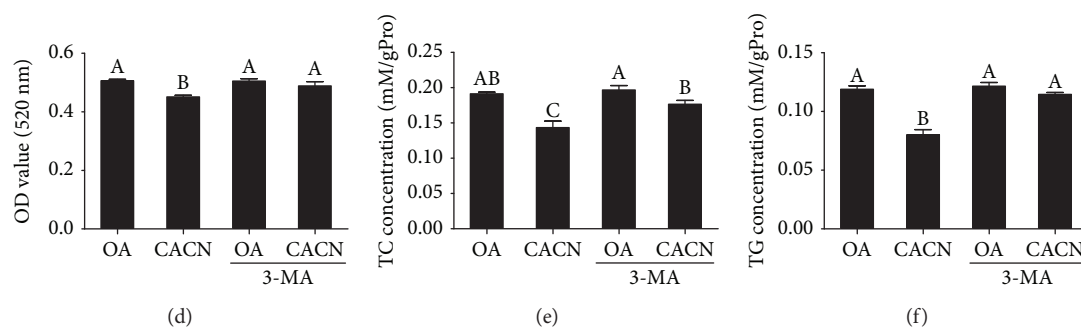 OD value (520 nm)
0.6
0.4
0.2
0.0
A
B
A
A
OA
CACN
OA
CACN
3-MA
(d)
TC concentration (mM/gPro)
0.25
0.20
0.15
0.10
0.05
0.00
AB
C
A
B
OA
CACN
OA
CACN
3-MA
(e)
TG concentration (mM/gPro)
0.15
0.10
0.05
0.00
A
B
A
A
OA
CACN
OA
CACN
3-MA
(f)